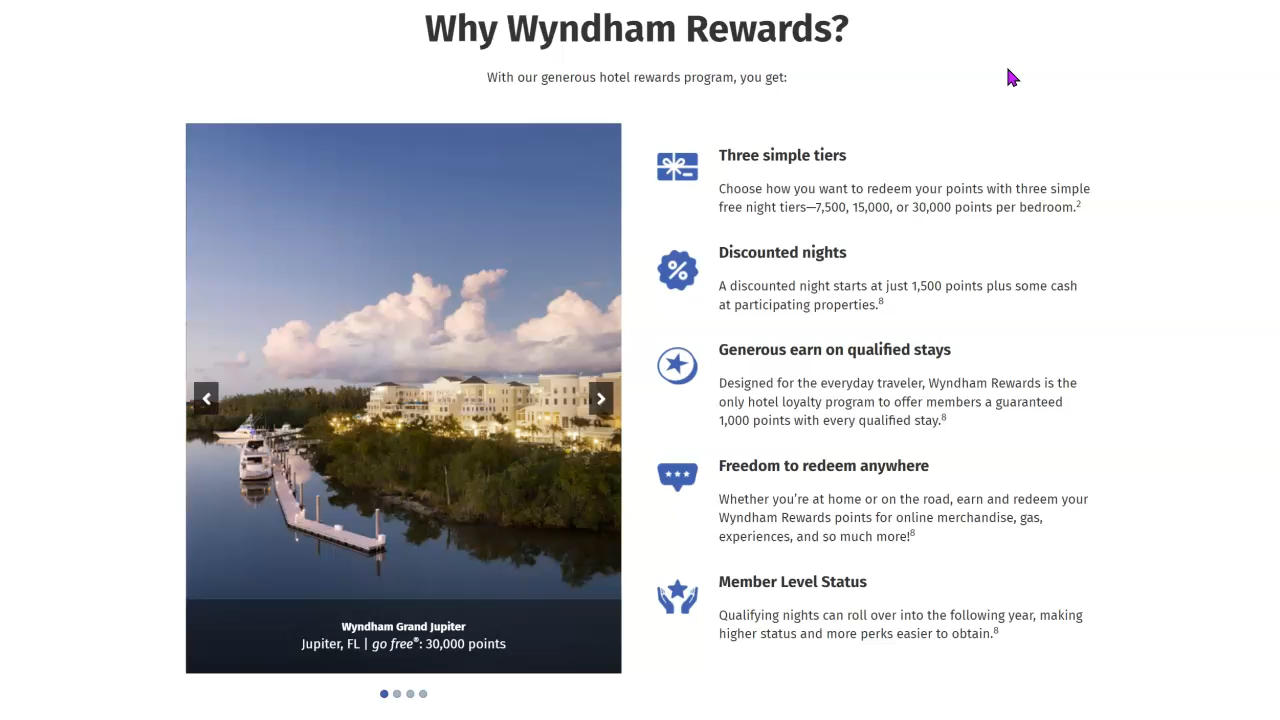 Why Wyndham Rewards?
With our generous hotel rewards program, you get:
Three simple tiers
Choose how you want to redeem your points with three simple
free night tiers—7,500, 15,000, or 30,000 points per bedroom.2
Discounted nights
A discounted night starts at just 1,500 points plus some cash
at participating properties.8
Generous earn on qualified stays
Designed for the everyday traveler, Wyndham Rewards is the
only hotel loyalty program to offer members a guaranteed
1,000 points with every qualified stay.8
Freedom to redeem anywhere
Whether you’re at home or on the road, earn and redeem your
Wyndham Rewards points for online merchandise, gas,
experiences, and so much more!8
Member Level Status
Qualifying nights can roll over into the following year, making
higher status and more perks easier to obtain.8
Wyndham Grand Jupiter
Jupiter, FL | go free®: 30,000 points